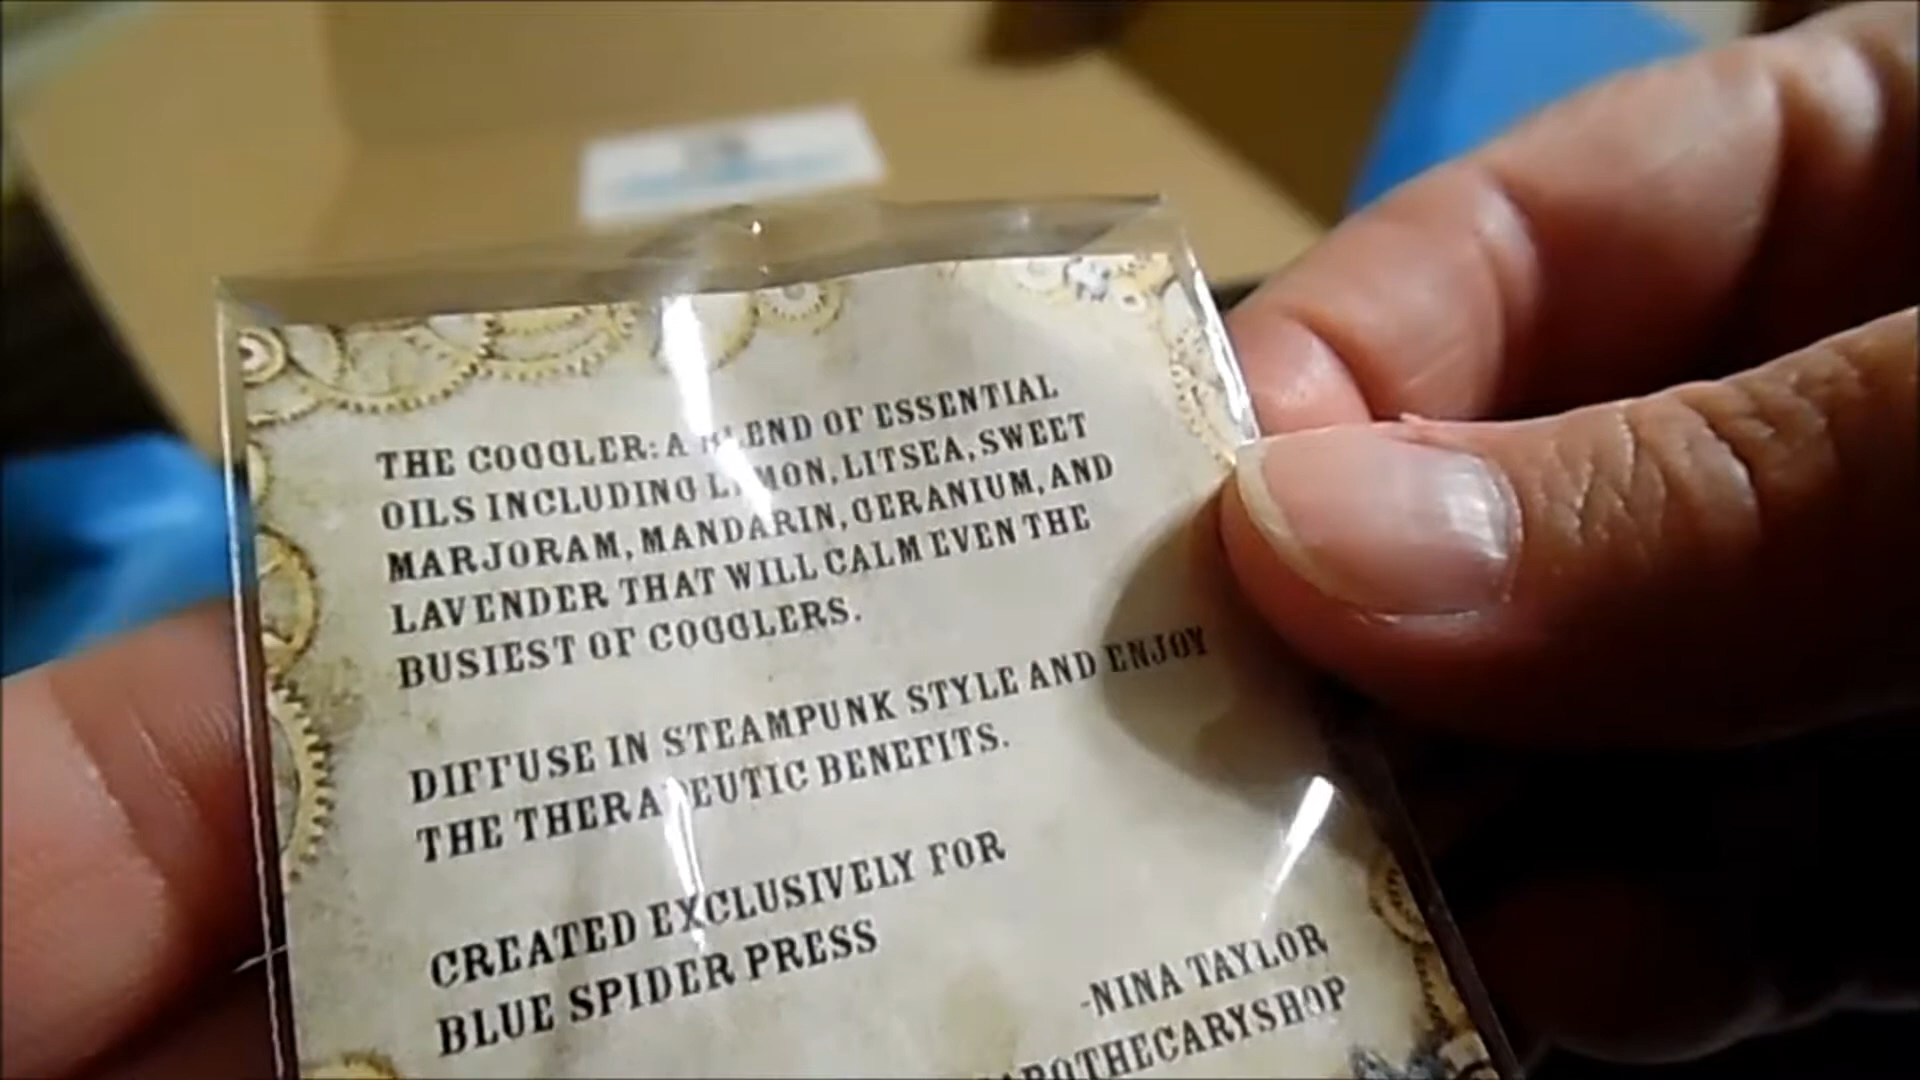 THE COGGLER: A BLEND OF ESSENTIAL
OILS INCLUDING LEMON, LITSEA, SWEET
MARJORAM, MANDARIN, GERANIUM, AND
LAVENDER THAT WILL CALM EVEN THE
BUSIEST OF COGGLERS.
DIFFUSE IN STEAMPUNK STYLE AND ENJOY
THE THERAPEUTIC BENEFITS.
CREATED EXCLUSIVELY FOR
BLUE SPIDER PRESS
-NINA TAYLOR
APOTHECARYSHOP